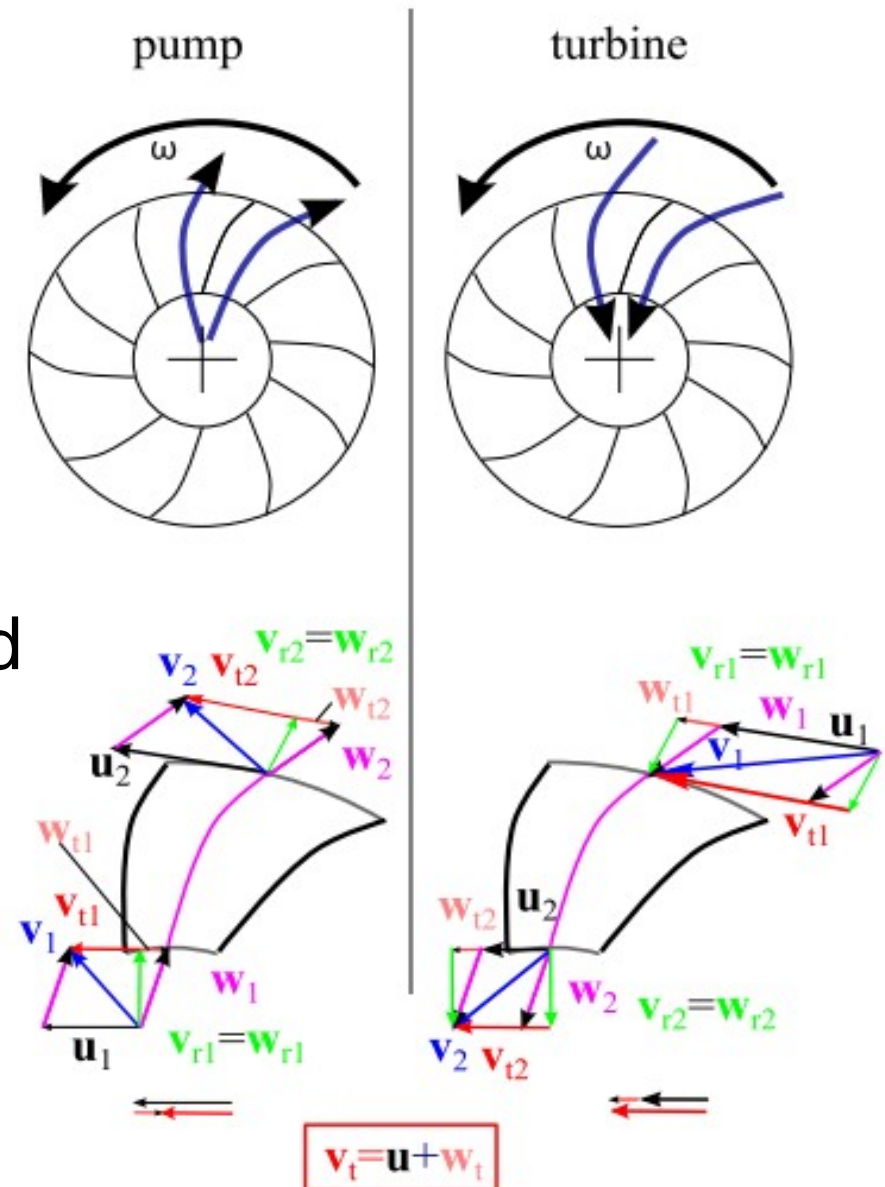 pump
turbine
ω
ω
d
v2 vt2 vr2=wr2
wt2
w2
u2
wt1
vt1
v1
w1
u1
vr1=wr1
vr1=wr1
wt1
w1
u1
v1
vt1
u2
wt2
w2
vr2=wr2
v2 vt2
vt=u+wt